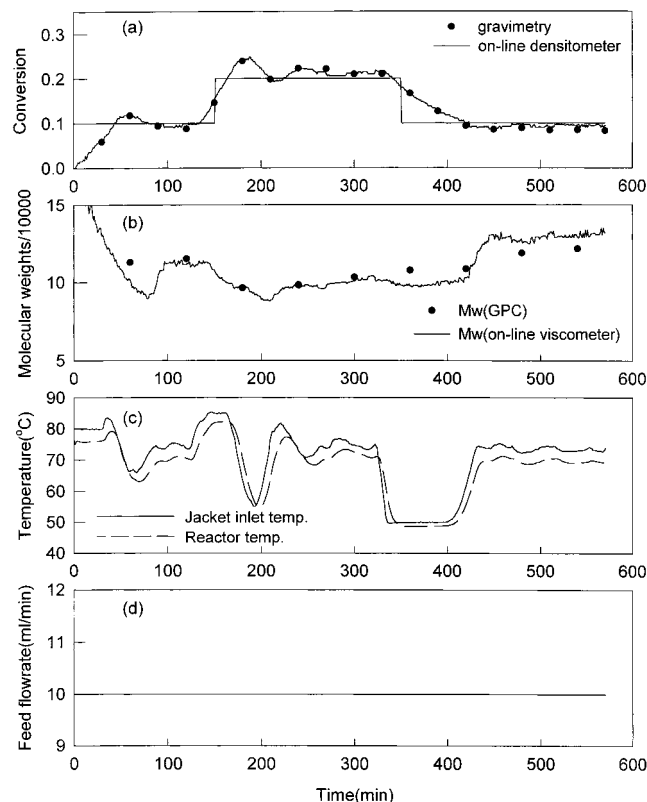 (a)
gravimetry
on-line densitometer
Conversion
0.3
0.2
0.1
0.0
0 100 200 300 400 500 600
(b)
Molecular weights/10000
15
10
5
Mw(GPC)
Mw(on-line viscometer)
0 100 200 300 400 500 600
(c)
Temperature(°C)
90
80
70
60
50
40
Jacket inlet temp.
Reactor temp.
0 100 200 300 400 500 600
(d)
Feed flowrate(ml/min)
12
11
10
9
0 100 200 300 400 500 600
Time(min)